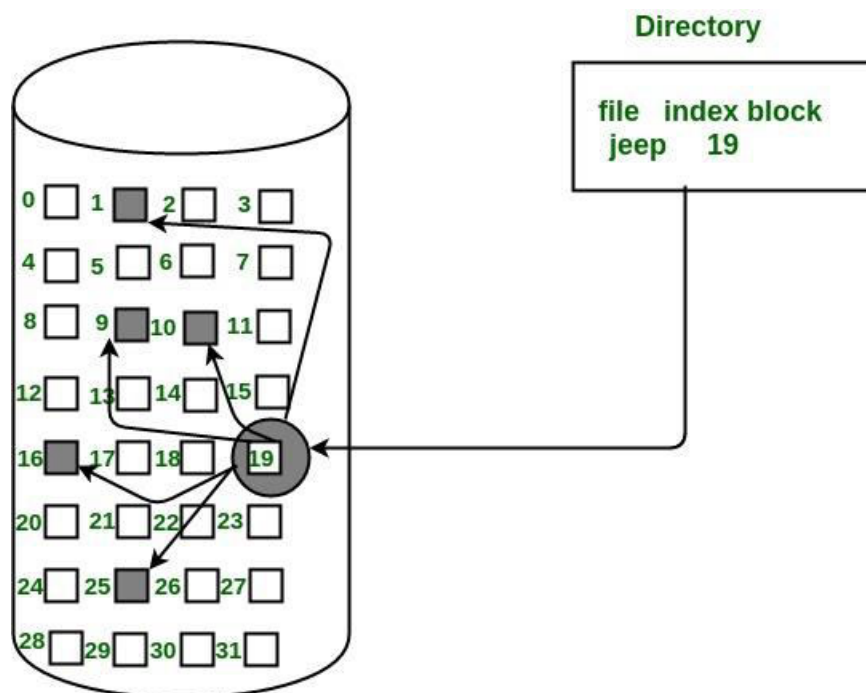 Directory
file index block
jeep 19
0 1 2 3
4 5 6 7
8 9 10 11
12 13 14 15
16 17 18 19
20 21 22 23
24 25 26 27
28 29 30 31